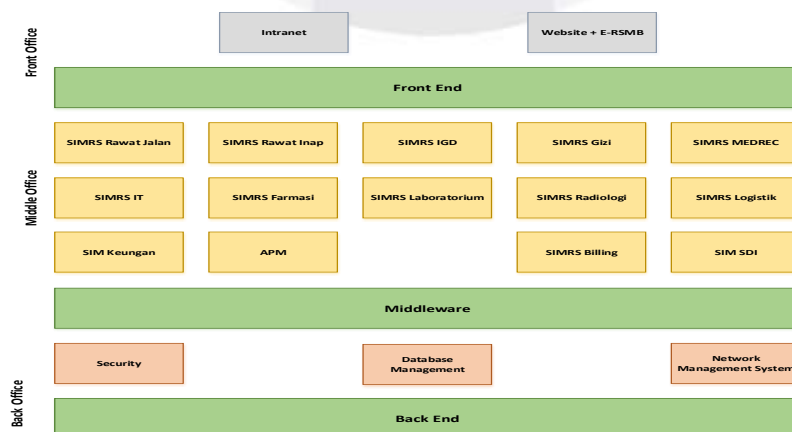 Front Office
Intranet
Website + E-RSMB
Front End
Middle Office
SIMRS Rawat Jalan
SIMRS Rawat Inap
SIMRS IGD
SIMRS Gizi
SIMRS MEDREC
SIMRS IT
SIMRS Farmasi
SIMRS Laboratorium
SIMRS Radiologi
SIMRS Logistik
SIM Keungan
APM
SIMRS Billing
SIM SDI
Middleware
Back Office
Security
Database
Management
Network
Management System
Back End